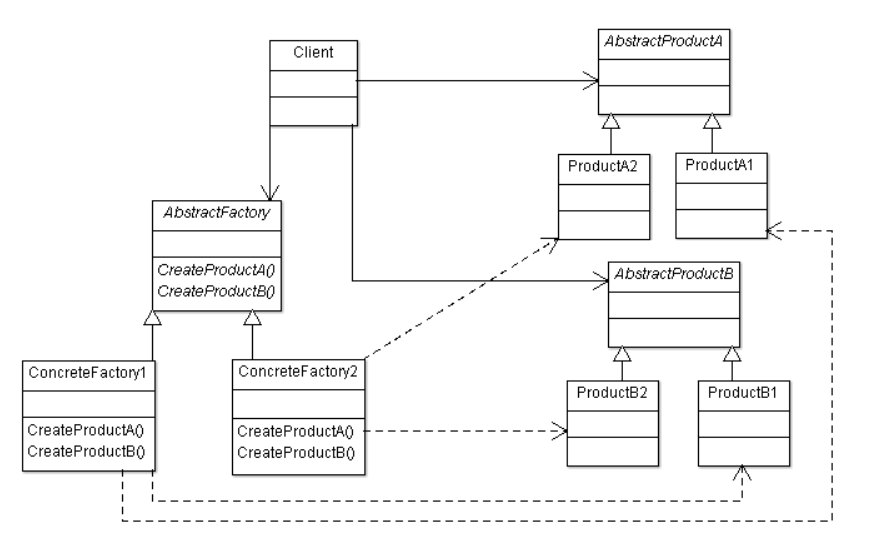 Client
AbstractProductA
ProductA2
ProductA1
AbstractFactory
CreateProductA()
CreateProductB()
AbstractProductB
ConcreteFactory1
CreateProductA()
CreateProductB()
ConcreteFactory2
CreateProductA()
CreateProductB()
ProductB2
ProductB1